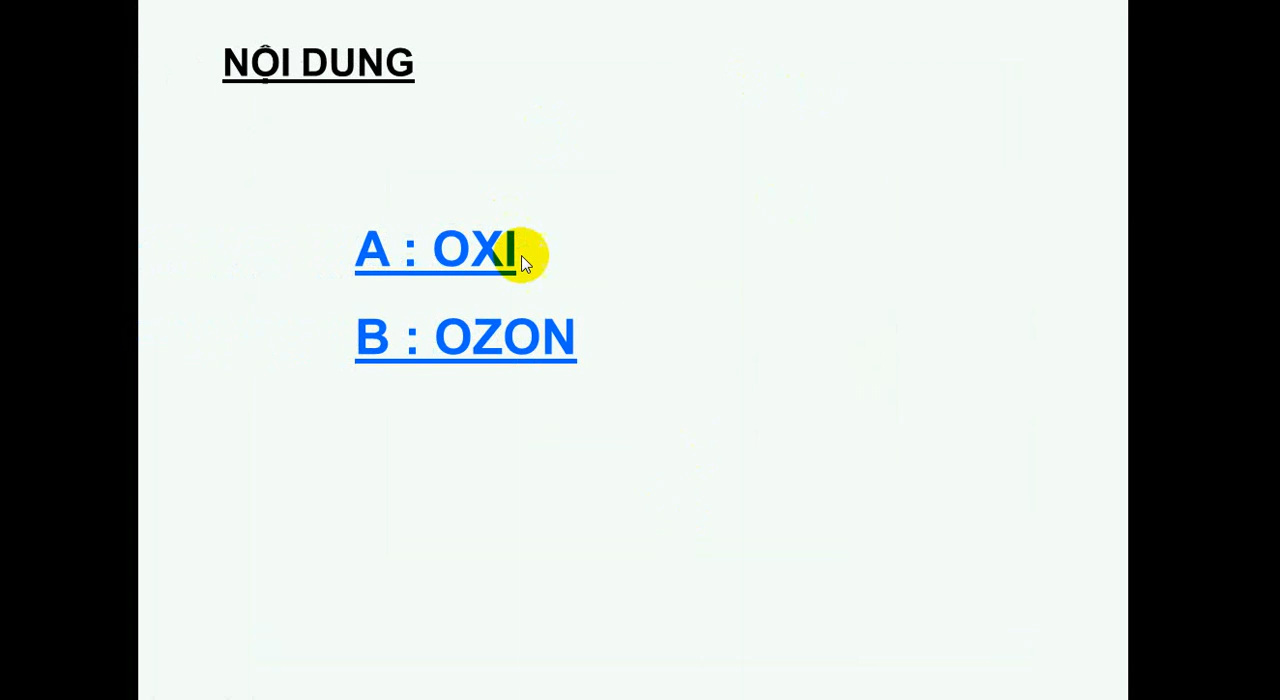 NỘI DUNG
A : OXI
B : OZON